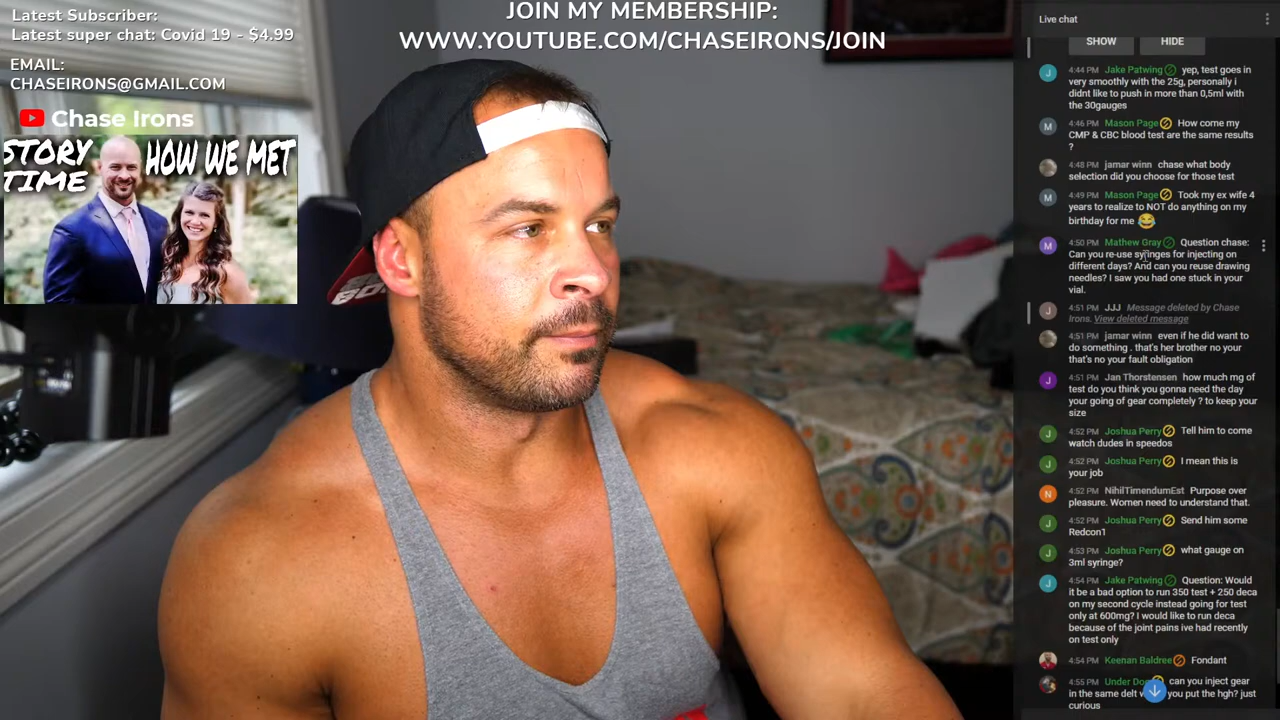 Latest Subscriber:
Latest super chat: Covid 19 - $4.99
EMAIL:
CHASEIRONS@GMAIL.COM
Chase Irons
STORY TIME
HOW WE MET
JOIN MY MEMBERSHIP:
WWW.YOUTUBE.COM/CHASEIRONS/JOIN
Live chat
SHOW HIDE
J
4:44 PM Jake Patwing yep, test goes in
very smoothly with the 25g, personally i
didnt like to push in more than 0,5ml with
the 30gauges
M
4:46 PM Mason Page How come my
CMP & CBC blood test are the same results
?
4:48 PM jamar winn chase what body
selection did you choose for those test
M
4:49 PM Mason Page Took my ex wife 4
years to realize to NOT do anything on my
birthday for me 😂
M
4:50 PM Mathew Gray Question chase:
Can you re-use syringes for injecting on
different days? And can you reuse drawing
needles? I saw you had one stuck in your
vial.
J
4:51 PM JJJ Message deleted by Chase
Irons. View deleted message
4:51 PM jamar winn even if he did want to
do something . that's her brother no your
that's no your fault obligation
J
4:51 PM Jan Thorstensen how much mg of
test do you think you gonna need the day
your going of gear completely ? to keep your
size
J
4:52 PM Joshua Perry Tell him to come
watch dudes in speedos
J
4:52 PM Joshua Perry I mean this is
your job
N
4:52 PM NihilTimendumEst Purpose over
pleasure. Women need to understand that.
J
4:52 PM Joshua Perry Send him some
Redcon1
J
4:53 PM Joshua Perry what gauge on
3ml syringe?
J
4:54 PM Jake Patwing Question: Would
it be a bad option to run 350 test + 250 deca
on my second cycle instead going for test
only at 600mg? I would like to run deca
because of the joint pains ive had recently
on test only
4:54 PM Keenan Baldree Fondant
4:55 PM Under Do can you inject gear
in the same delt you put the hgh? just
curious